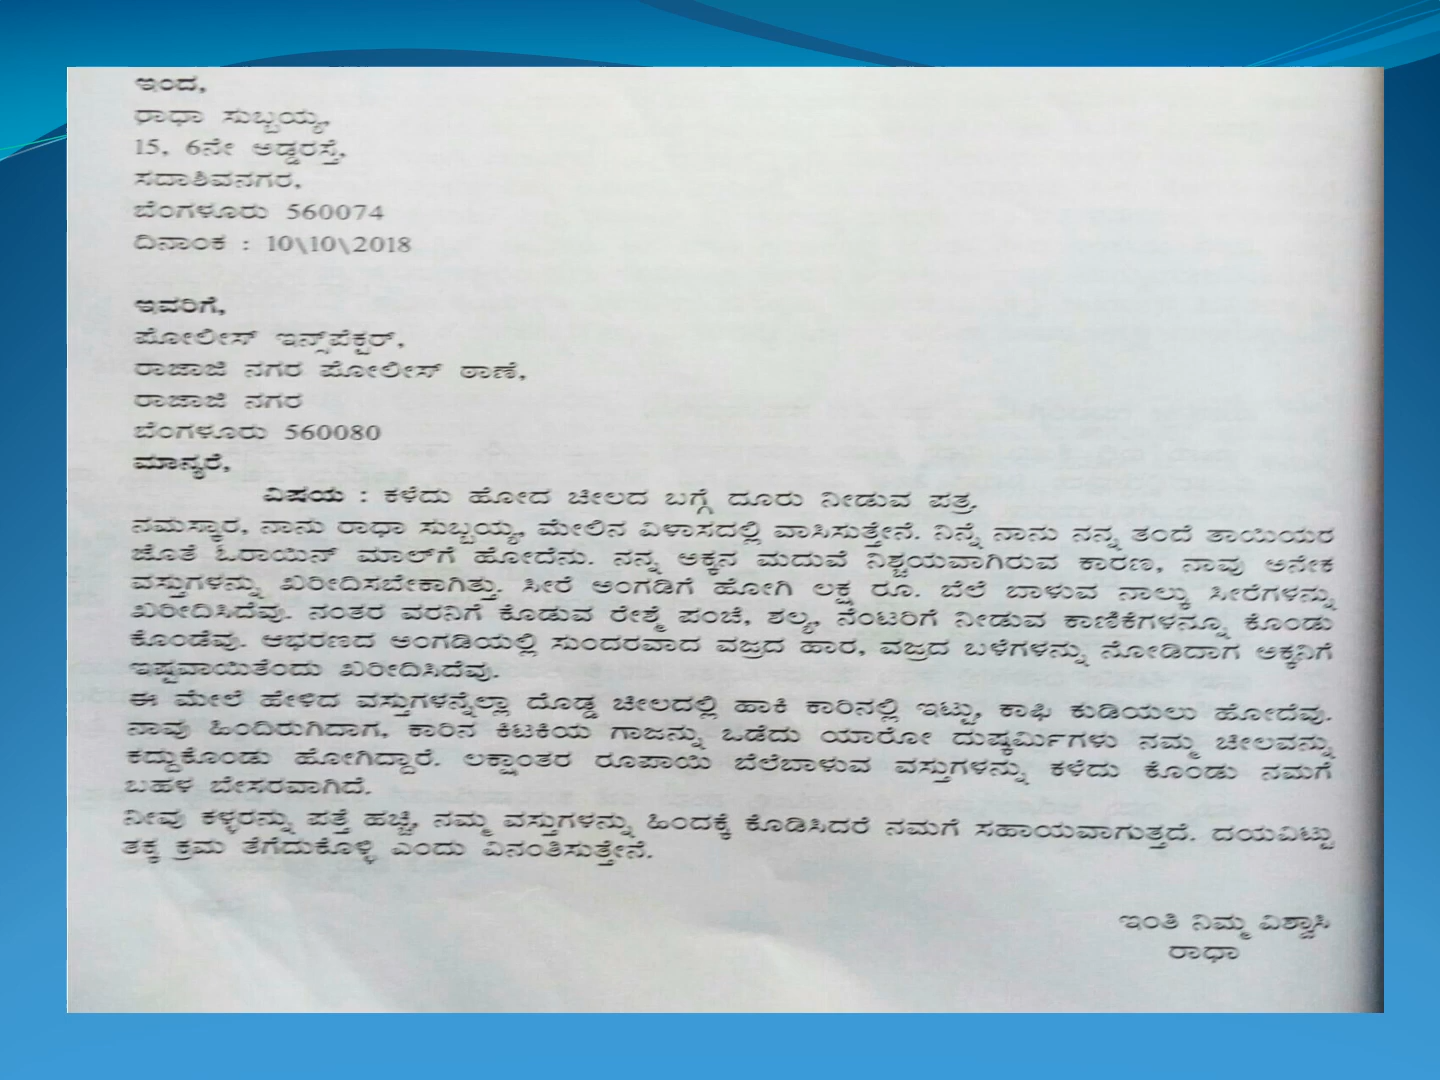 ಇಂದ,
ರಾಧಾ ಸುಬ್ಬಯ್ಯ,
15, 6ನೇ ಅಡ್ಡರಸ್ತೆ,
ಸದಾಶಿವನಗರ,
ಬೆಂಗಳೂರು 560074
ದಿನಾಂಕ : 10\10\2018
ಇವರಿಗೆ,
ಪೋಲೀಸ್ ಇನ್ಸ್‌ಪೆಕ್ಟರ್,
ರಾಜಾಜಿ ನಗರ ಪೋಲೀಸ್ ಠಾಣೆ,
ರಾಜಾಜಿ ನಗರ
ಬೆಂಗಳೂರು 560080
ಮಾನ್ಯರೆ,
ವಿಷಯ : ಕಳೆದು ಹೋದ ಚೀಲದ ಬಗ್ಗೆ ದೂರು ನೀಡುವ ಪತ್ರ.
ನಮಸ್ಕಾರ, ನಾನು ರಾಧಾ ಸುಬ್ಬಯ್ಯ, ಮೇಲಿನ ವಿಳಾಸದಲ್ಲಿ ವಾಸಿಸುತ್ತೇನೆ. ನಿನ್ನೆ ನಾನು ನನ್ನ ತಂದೆ ತಾಯಿಯರ
ಜೊತೆ ಓರಾಯಿನ್ ಮಾಲ್‌ಗೆ ಹೋದೆನು. ನನ್ನ ಅಕ್ಕನ ಮದುವೆ ನಿಶ್ಚಯವಾಗಿರುವ ಕಾರಣ, ನಾವು ಅನೇಕ
ವಸ್ತುಗಳನ್ನು ಖರೀದಿಸಬೇಕಾಗಿತ್ತು. ಸೀರೆ ಅಂಗಡಿಗೆ ಹೋಗಿ ಲಕ್ಷ ರೂ. ಬೆಲೆ ಬಾಳುವ ನಾಲ್ಕು ಸೀರೆಗಳನ್ನು
ಖರೀದಿಸಿದೆವು. ನಂತರ ವರನಿಗೆ ಕೊಡುವ ರೇಶ್ಮೆ ಪಂಚೆ, ಶಲ್ಯ, ನೆಂಟರಿಗೆ ನೀಡುವ ಕಾಣಿಕೆಗಳನ್ನೂ ಕೊಂಡು
ಕೊಂಡೆವು. ಆಭರಣದ ಅಂಗಡಿಯಲ್ಲಿ ಸುಂದರವಾದ ವಜ್ರದ ಹಾರ, ವಜ್ರದ ಬಳೆಗಳನ್ನು ನೋಡಿದಾಗ ಅಕ್ಕನಿಗೆ
ಇಷ್ಟವಾಯಿತೆಂದು ಖರೀದಿಸಿದೆವು.
ಈ ಮೇಲೆ ಹೇಳಿದ ವಸ್ತುಗಳನ್ನೆಲ್ಲಾ ದೊಡ್ಡ ಚೀಲದಲ್ಲಿ ಹಾಕಿ ಕಾರಿನಲ್ಲಿ ಇಟ್ಟು, ಕಾಫಿ ಕುಡಿಯಲು ಹೋದೆವು.
ನಾವು ಹಿಂದಿರುಗಿದಾಗ, ಕಾರಿನ ಕಿಟಕಿಯ ಗಾಜನ್ನು ಒಡೆದು ಯಾರೋ ದುಷ್ಕರ್ಮಿಗಳು ನಮ್ಮ ಚೀಲವನ್ನು
ಕದ್ದುಕೊಂಡು ಹೋಗಿದ್ದಾರೆ. ಲಕ್ಷಾಂತರ ರೂಪಾಯಿ ಬೆಲೆಬಾಳುವ ವಸ್ತುಗಳನ್ನು ಕಳೆದು ಕೊಂಡು ನಮಗೆ
ಬಹಳ ಬೇಸರವಾಗಿದೆ.
ನೀವು ಕಳ್ಳರನ್ನು ಪತ್ತೆ ಹಚ್ಚಿ, ನಮ್ಮ ವಸ್ತುಗಳನ್ನು ಹಿಂದಕ್ಕೆ ಕೊಡಿಸಿದರೆ ನಮಗೆ ಸಹಾಯವಾಗುತ್ತದೆ. ದಯವಿಟ್ಟು
ತಕ್ಕ ಕ್ರಮ ತೆಗೆದುಕೊಳ್ಳಿ ಎಂದು ವಿನಂತಿಸುತ್ತೇನೆ.
ಇಂತಿ ನಿಮ್ಮ ವಿಶ್ವಾಸಿ
ರಾಧಾ